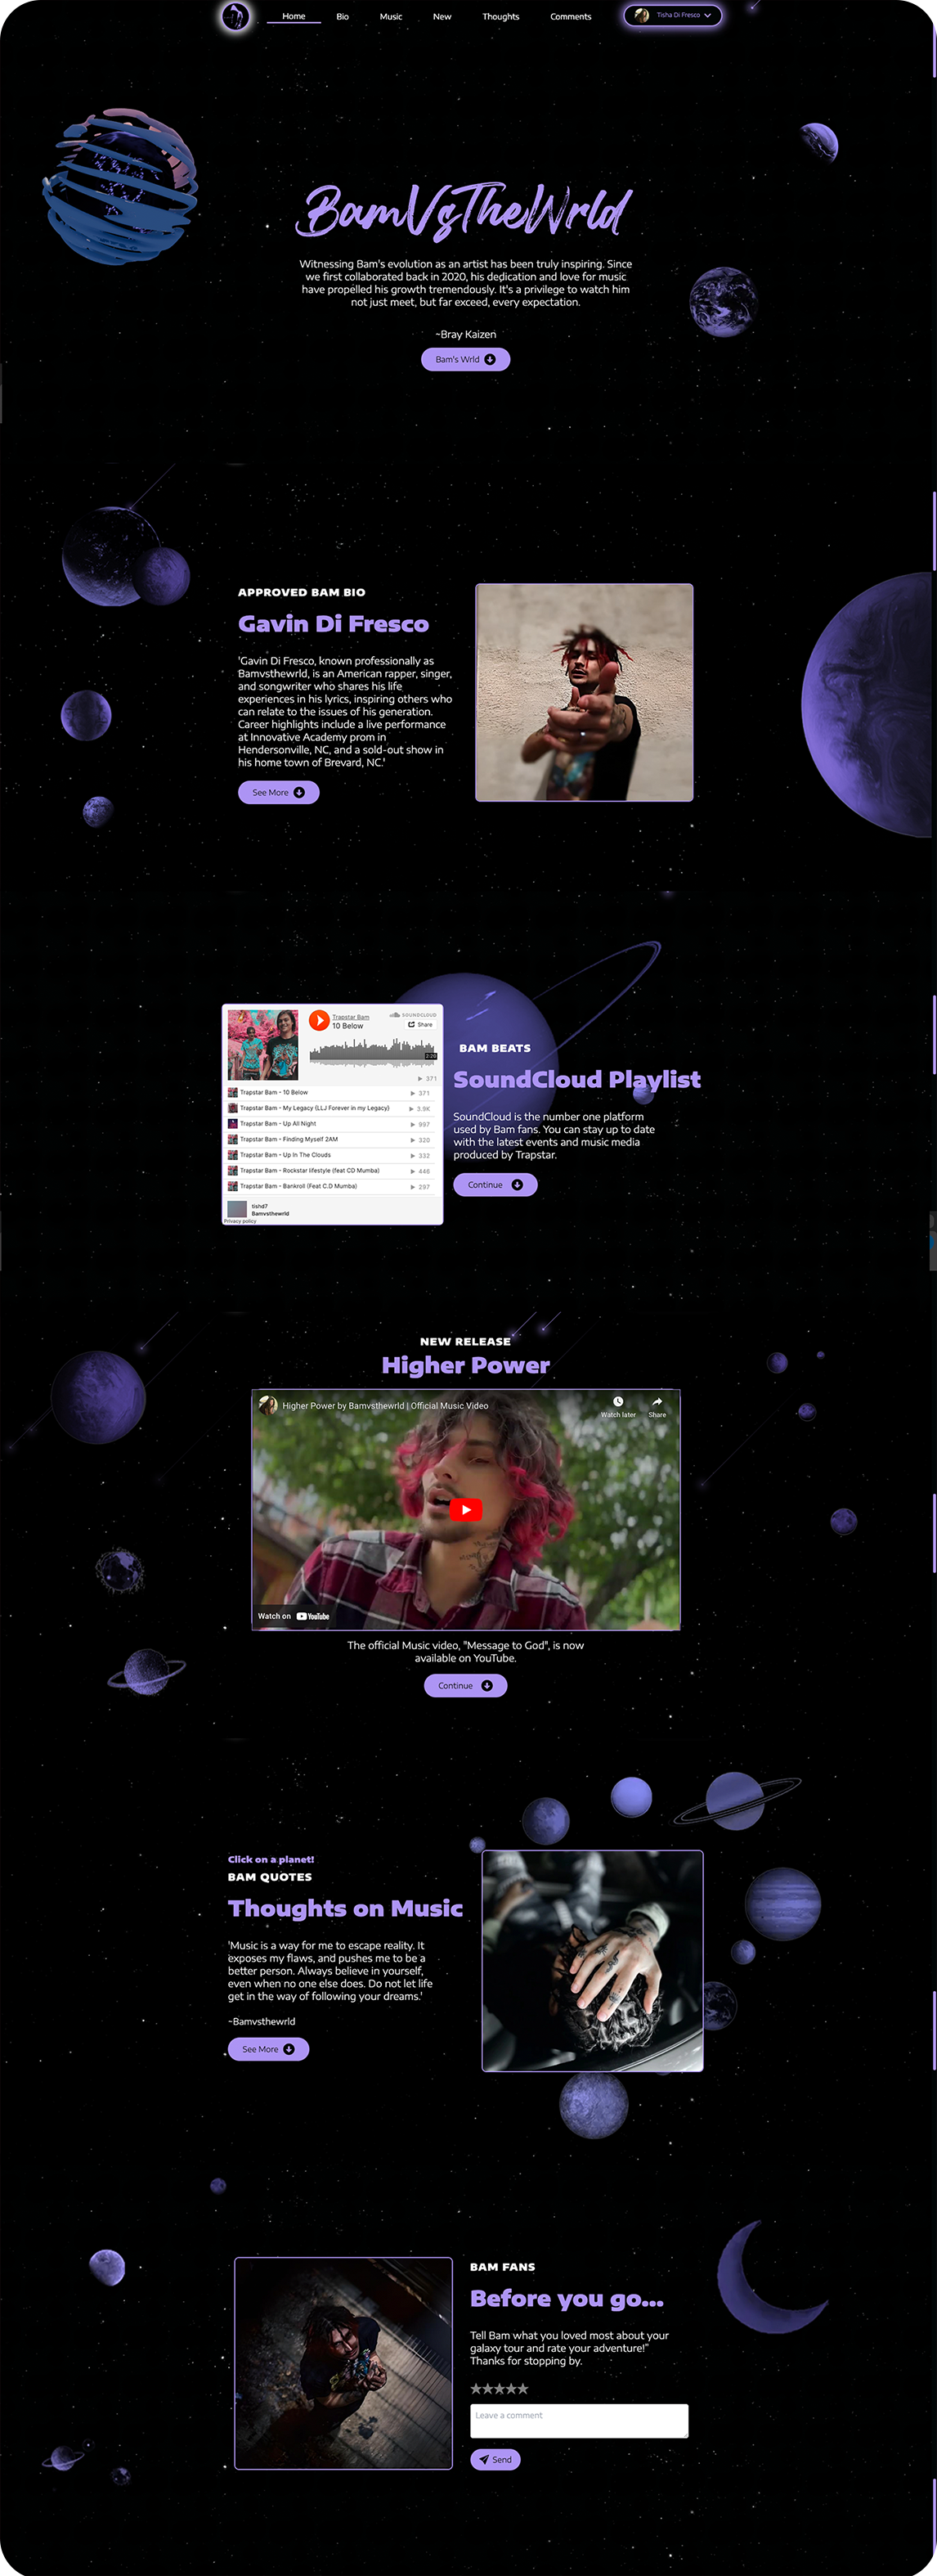 Home Bio Music New Thoughts Comments Tisha Di Fresco
BamVsTheWrld
Witnessing Bam's evolution as an artist has been truly inspiring. Since
we first collaborated back in 2020, his dedication and love for music
have propelled his growth tremendously. It's a privilege to watch him
not just meet, but far exceed, every expectation.
~Bray Kaizen
Bam's Wrld
APPROVED BAM BIO
Gavin Di Fresco
'Gavin Di Fresco, known professionally as
Bamvsthewrld, is an American rapper, singer,
and songwriter who shares his life
experiences in his lyrics, inspiring others who
can relate to the issues of his generation.
Career highlights include a live performance
at Innovative Academy prom in
Hendersonville, NC, and a sold-out show in
his home town of Brevard, NC.'
See More
Trapstar Bam
10 Below
SOUNDCLOUD
Share
2:28
371
Trapstar Bam - 10 Below 371
Trapstar Bam - My Legacy (LLJ Forever in my Legacy) 3.9K
Trapstar Bam - Up All Night 997
Trapstar Bam - Finding Myself 2AM 320
Trapstar Bam - Up In The Clouds 332
Trapstar Bam - Rockstar lifestyle (feat CD Mumba) 446
Trapstar Bam - Bankroll (Feat C.D Mumba) 297
tishd7
Bamvsthewrld
Privacy policy
BAM BEATS
SoundCloud Playlist
SoundCloud is the number one platform
used by Bam fans. You can stay up to date
with the latest events and music media
produced by Trapstar.
Continue
NEW RELEASE
Higher Power
Higher Power by Bamvsthewrld | Official Music Video
Watch later Share
Watch on YouTube
The official Music video, "Message to God", is now
available on YouTube.
Continue
Click on a planet!
BAM QUOTES
Thoughts on Music
'Music is a way for me to escape reality. It
exposes my flaws, and pushes me to be a
better person. Always believe in yourself,
even when no one else does. Do not let life
get in the way of following your dreams.'
~Bamvsthewrld
See More
BAM FANS
Before you go...
Tell Bam what you loved most about your
galaxy tour and rate your adventure!"
Thanks for stopping by.
Leave a comment
Send